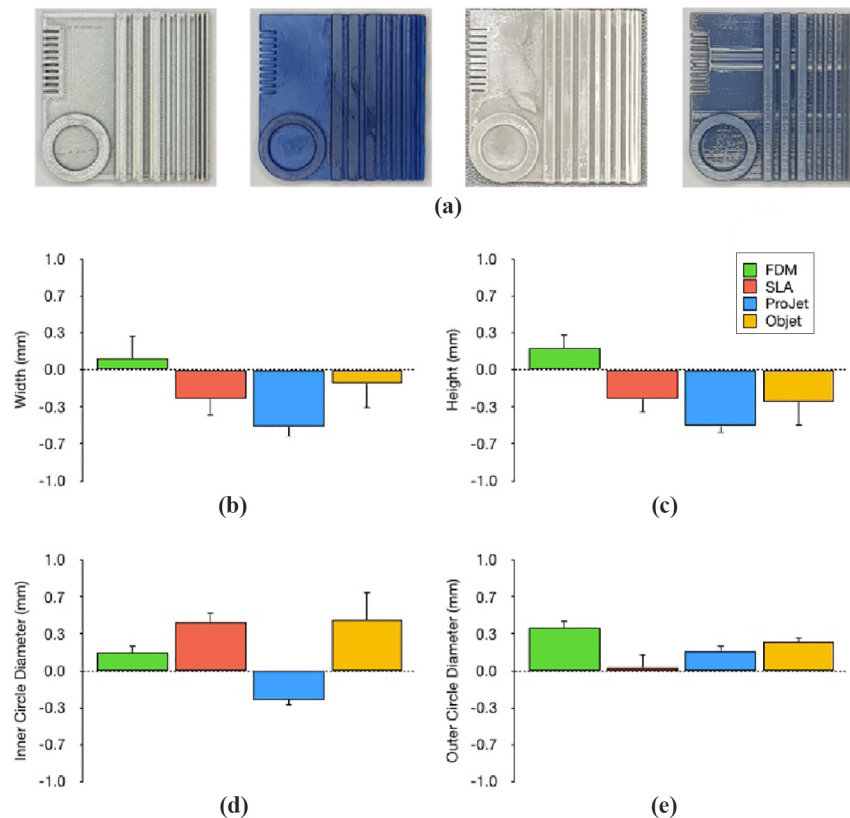 (a)
Width (mm)
1.0
0.7
0.3
0.0
-0.3
-0.7
-1.0
(b)
Height (mm)
1.0
0.7
0.3
0.0
-0.3
-0.7
-1.0
FDM
SLA
ProJet
Objet
(c)
Inner Circle Diameter (mm)
1.0
0.7
0.3
0.0
-0.3
-0.7
-1.0
(d)
Outer Circle Diameter (mm)
1.0
0.7
0.3
0.0
-0.3
-0.7
-1.0
(e)